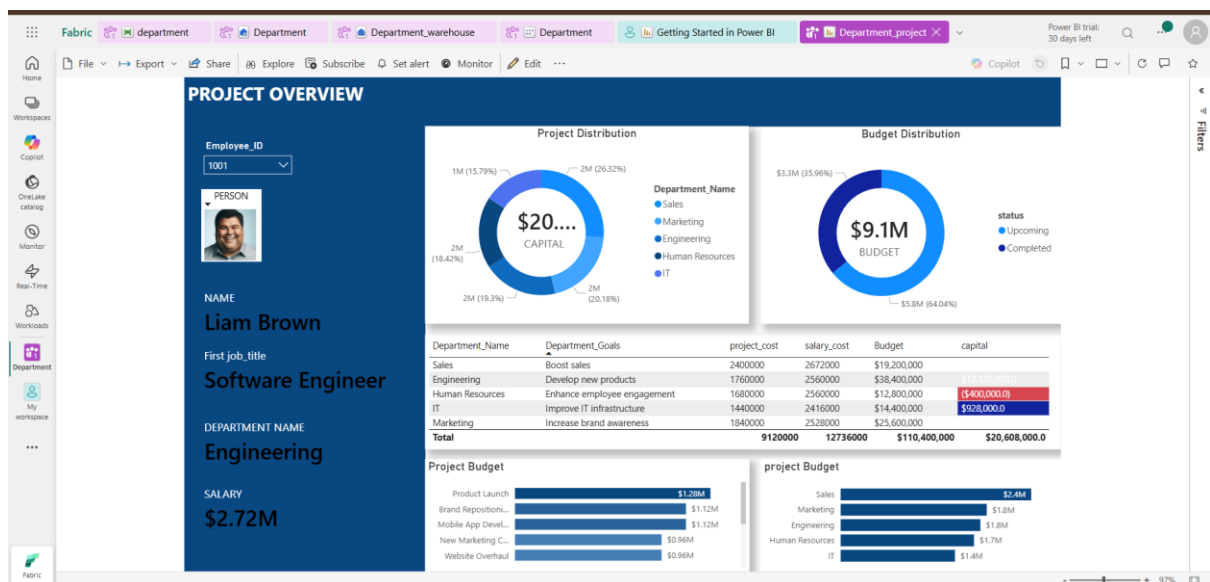 Fabric
department
Department
Department_warehouse
Department
Getting Started in Power BI
Department_project
Power BI trial:
30 days left
File
Export
Share
Explore
Subscribe
Set alert
Monitor
Edit
Copilot
Home
Workspaces
Copilot
OneLake
catalog
Monitor
Real-Time
Workloads
Department
My
workspace
Fabric
Filters
PROJECT OVERVIEW
Employee_ID
1001
PERSON
NAME
Liam Brown
First job_title
Software Engineer
DEPARTMENT NAME
Engineering
SALARY
$2.72M
Project Distribution
1M (15.79%)
2M (26.32%)
$20....
CAPITAL
2M
(18.42%)
2M (19.3%)
2M
(20.18%)
Department_Name
Sales
Marketing
Engineering
Human Resources
IT
Budget Distribution
$3.3M (35.96%)
$9.1M
BUDGET
$5.8M (64.04%)
status
Upcoming
Completed
Department_Name Department_Goals project_cost salary_cost Budget capital
Sales Boost sales 2400000 2672000 $19,200,000
Engineering Develop new products 1760000 2560000 $38,400,000
Human Resources Enhance employee engagement 1680000 2560000 $12,800,000 ($400,000.0)
IT Improve IT infrastructure 1440000 2416000 $14,400,000 $928,000.0
Marketing Increase brand awareness 1840000 2528000 $25,600,000
Total 9120000 12736000 $110,400,000 $20,608,000.0
Project Budget
Product Launch $1.28M
Brand Repositioni... $1.12M
Mobile App Devel... $1.12M
New Marketing C... $0.96M
Website Overhaul $0.96M
project Budget
Sales $2.4M
Marketing $1.8M
Engineering $1.8M
Human Resources $1.7M
IT $1.4M
97%